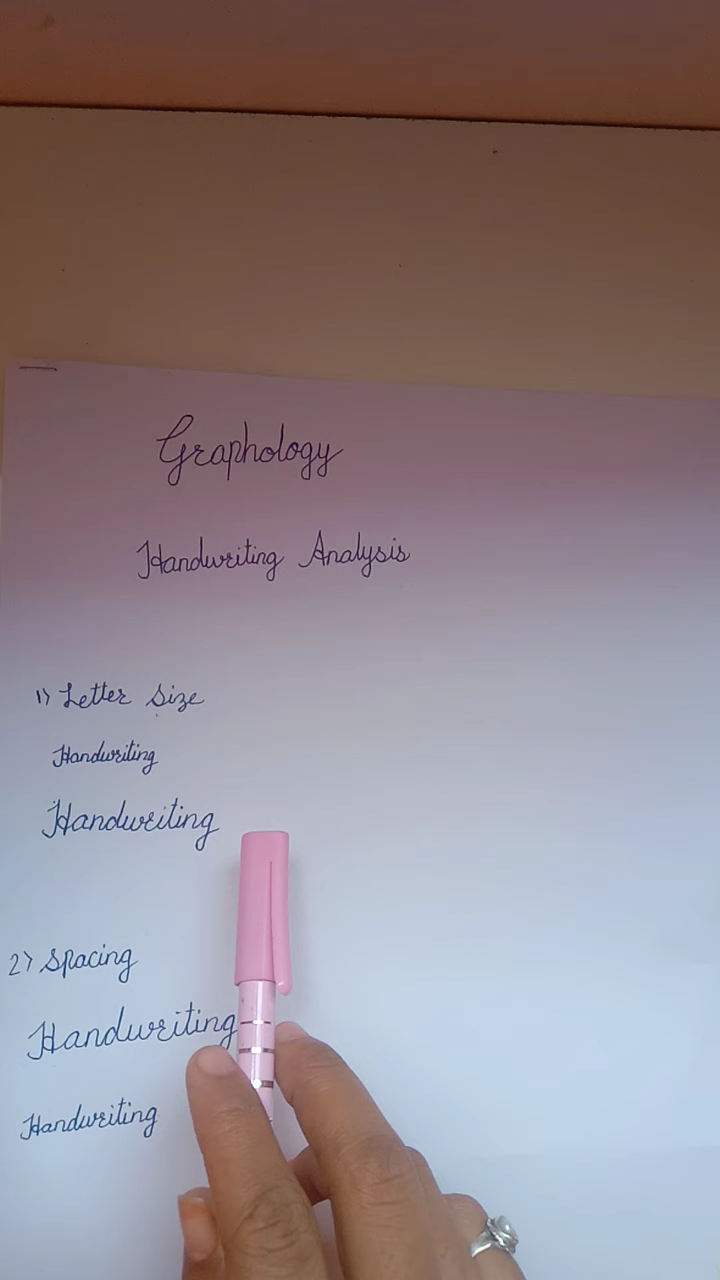 Graphology
Handwriting Analysis
1) Letter Size
Handwriting
Handwriting
2) Spacing
Handwriting
Handwriting